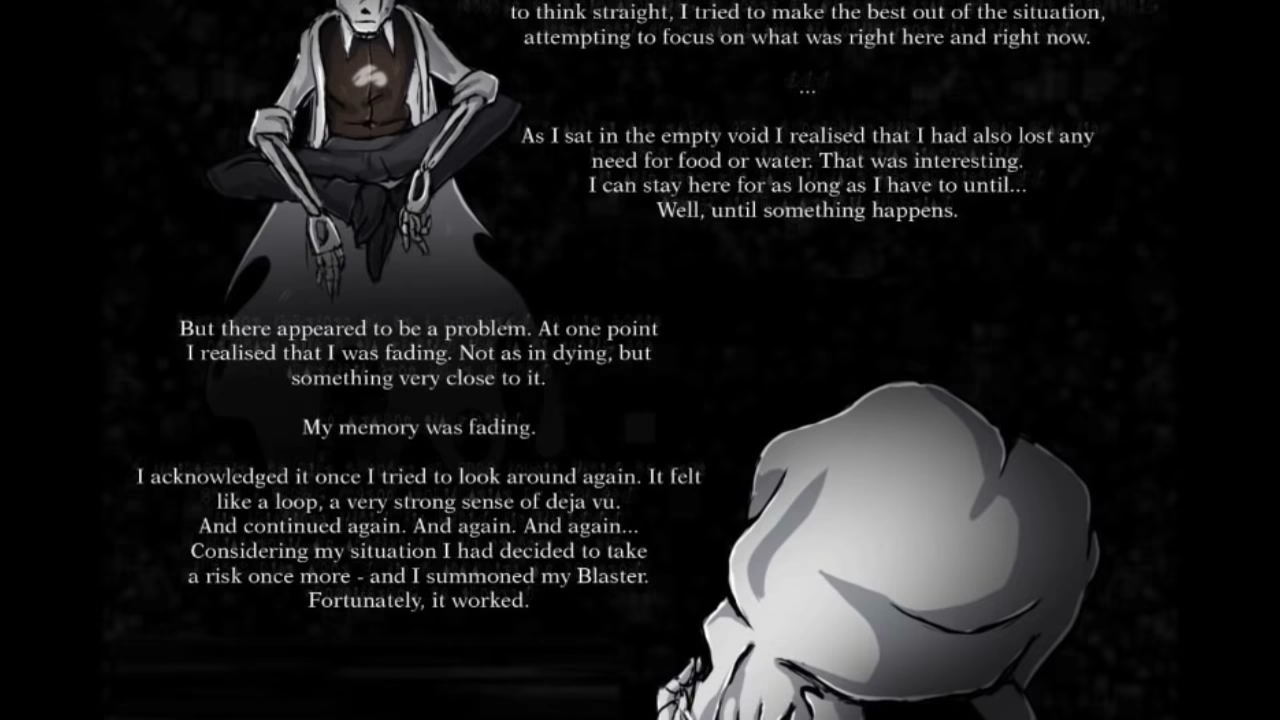 to think straight, I tried to make the best out of the situation,
attempting to focus on what was right here and right now.
...
As I sat in the empty void I realised that I had also lost any
need for food or water. That was interesting.
I can stay here for as long as I have to until...
Well, until something happens.
But there appeared to be a problem. At one point
I realised that I was fading. Not as in dying, but
something very close to it.
My memory was fading.
I acknowledged it once I tried to look around again. It felt
like a loop, a very strong sense of deja vu.
And continued again. And again. And again...
Considering my situation I had decided to take
a risk once more - and I summoned my Blaster.
Fortunately, it worked.